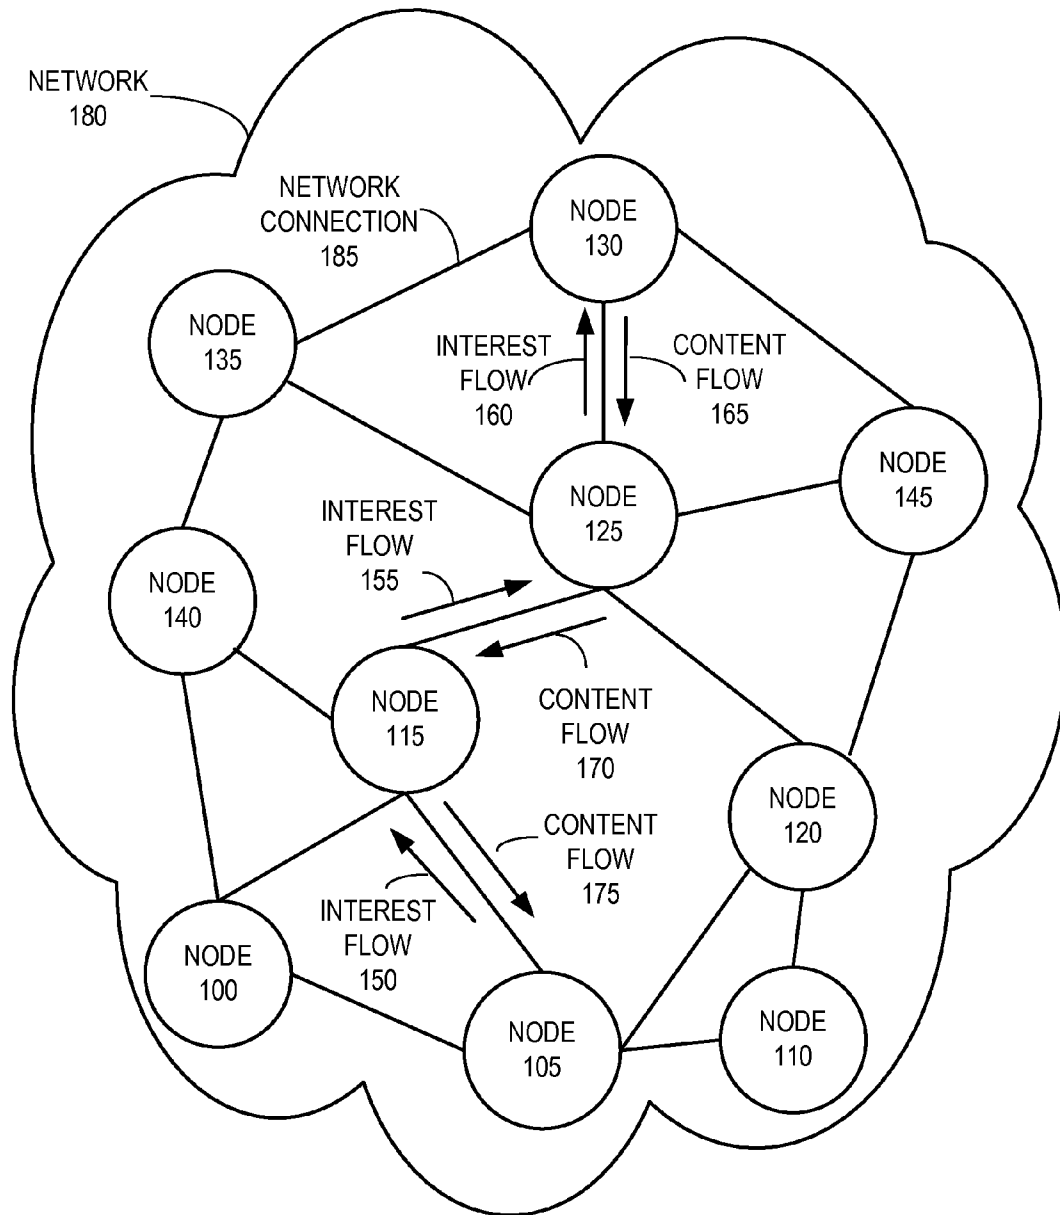 NETWORK
180
NETWORK
CONNECTION
185
NODE
130
NODE
135
INTEREST
FLOW
160
CONTENT
FLOW
165
NODE
145
NODE
125
INTEREST
FLOW
155
NODE
140
NODE
115
CONTENT
FLOW
170
NODE
120
CONTENT
FLOW
175
INTEREST
FLOW
150
NODE
100
NODE
105
NODE
110